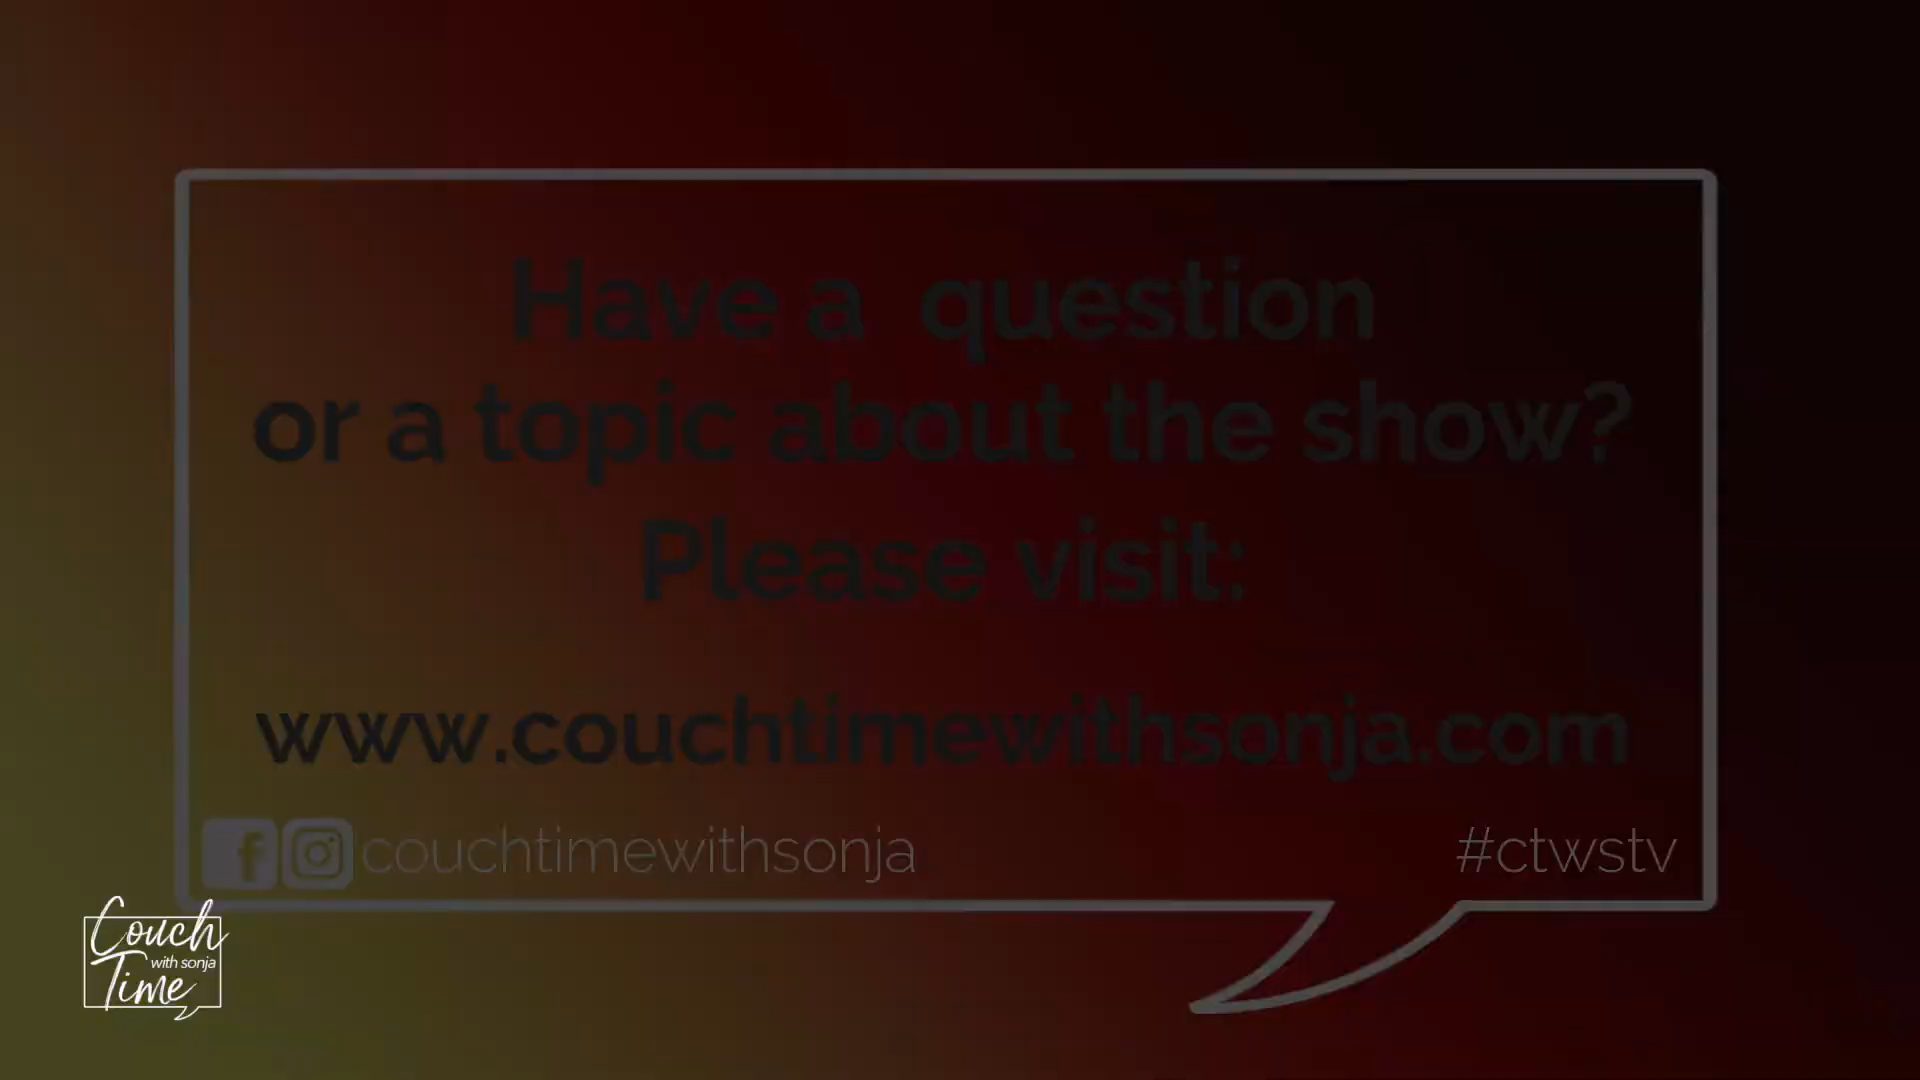 Have a question
or a topic about the show?
Please visit:
www.couchtimewithsonja.com
couchtimewithsonja
#ctwstv
Couch
with sonja
Time